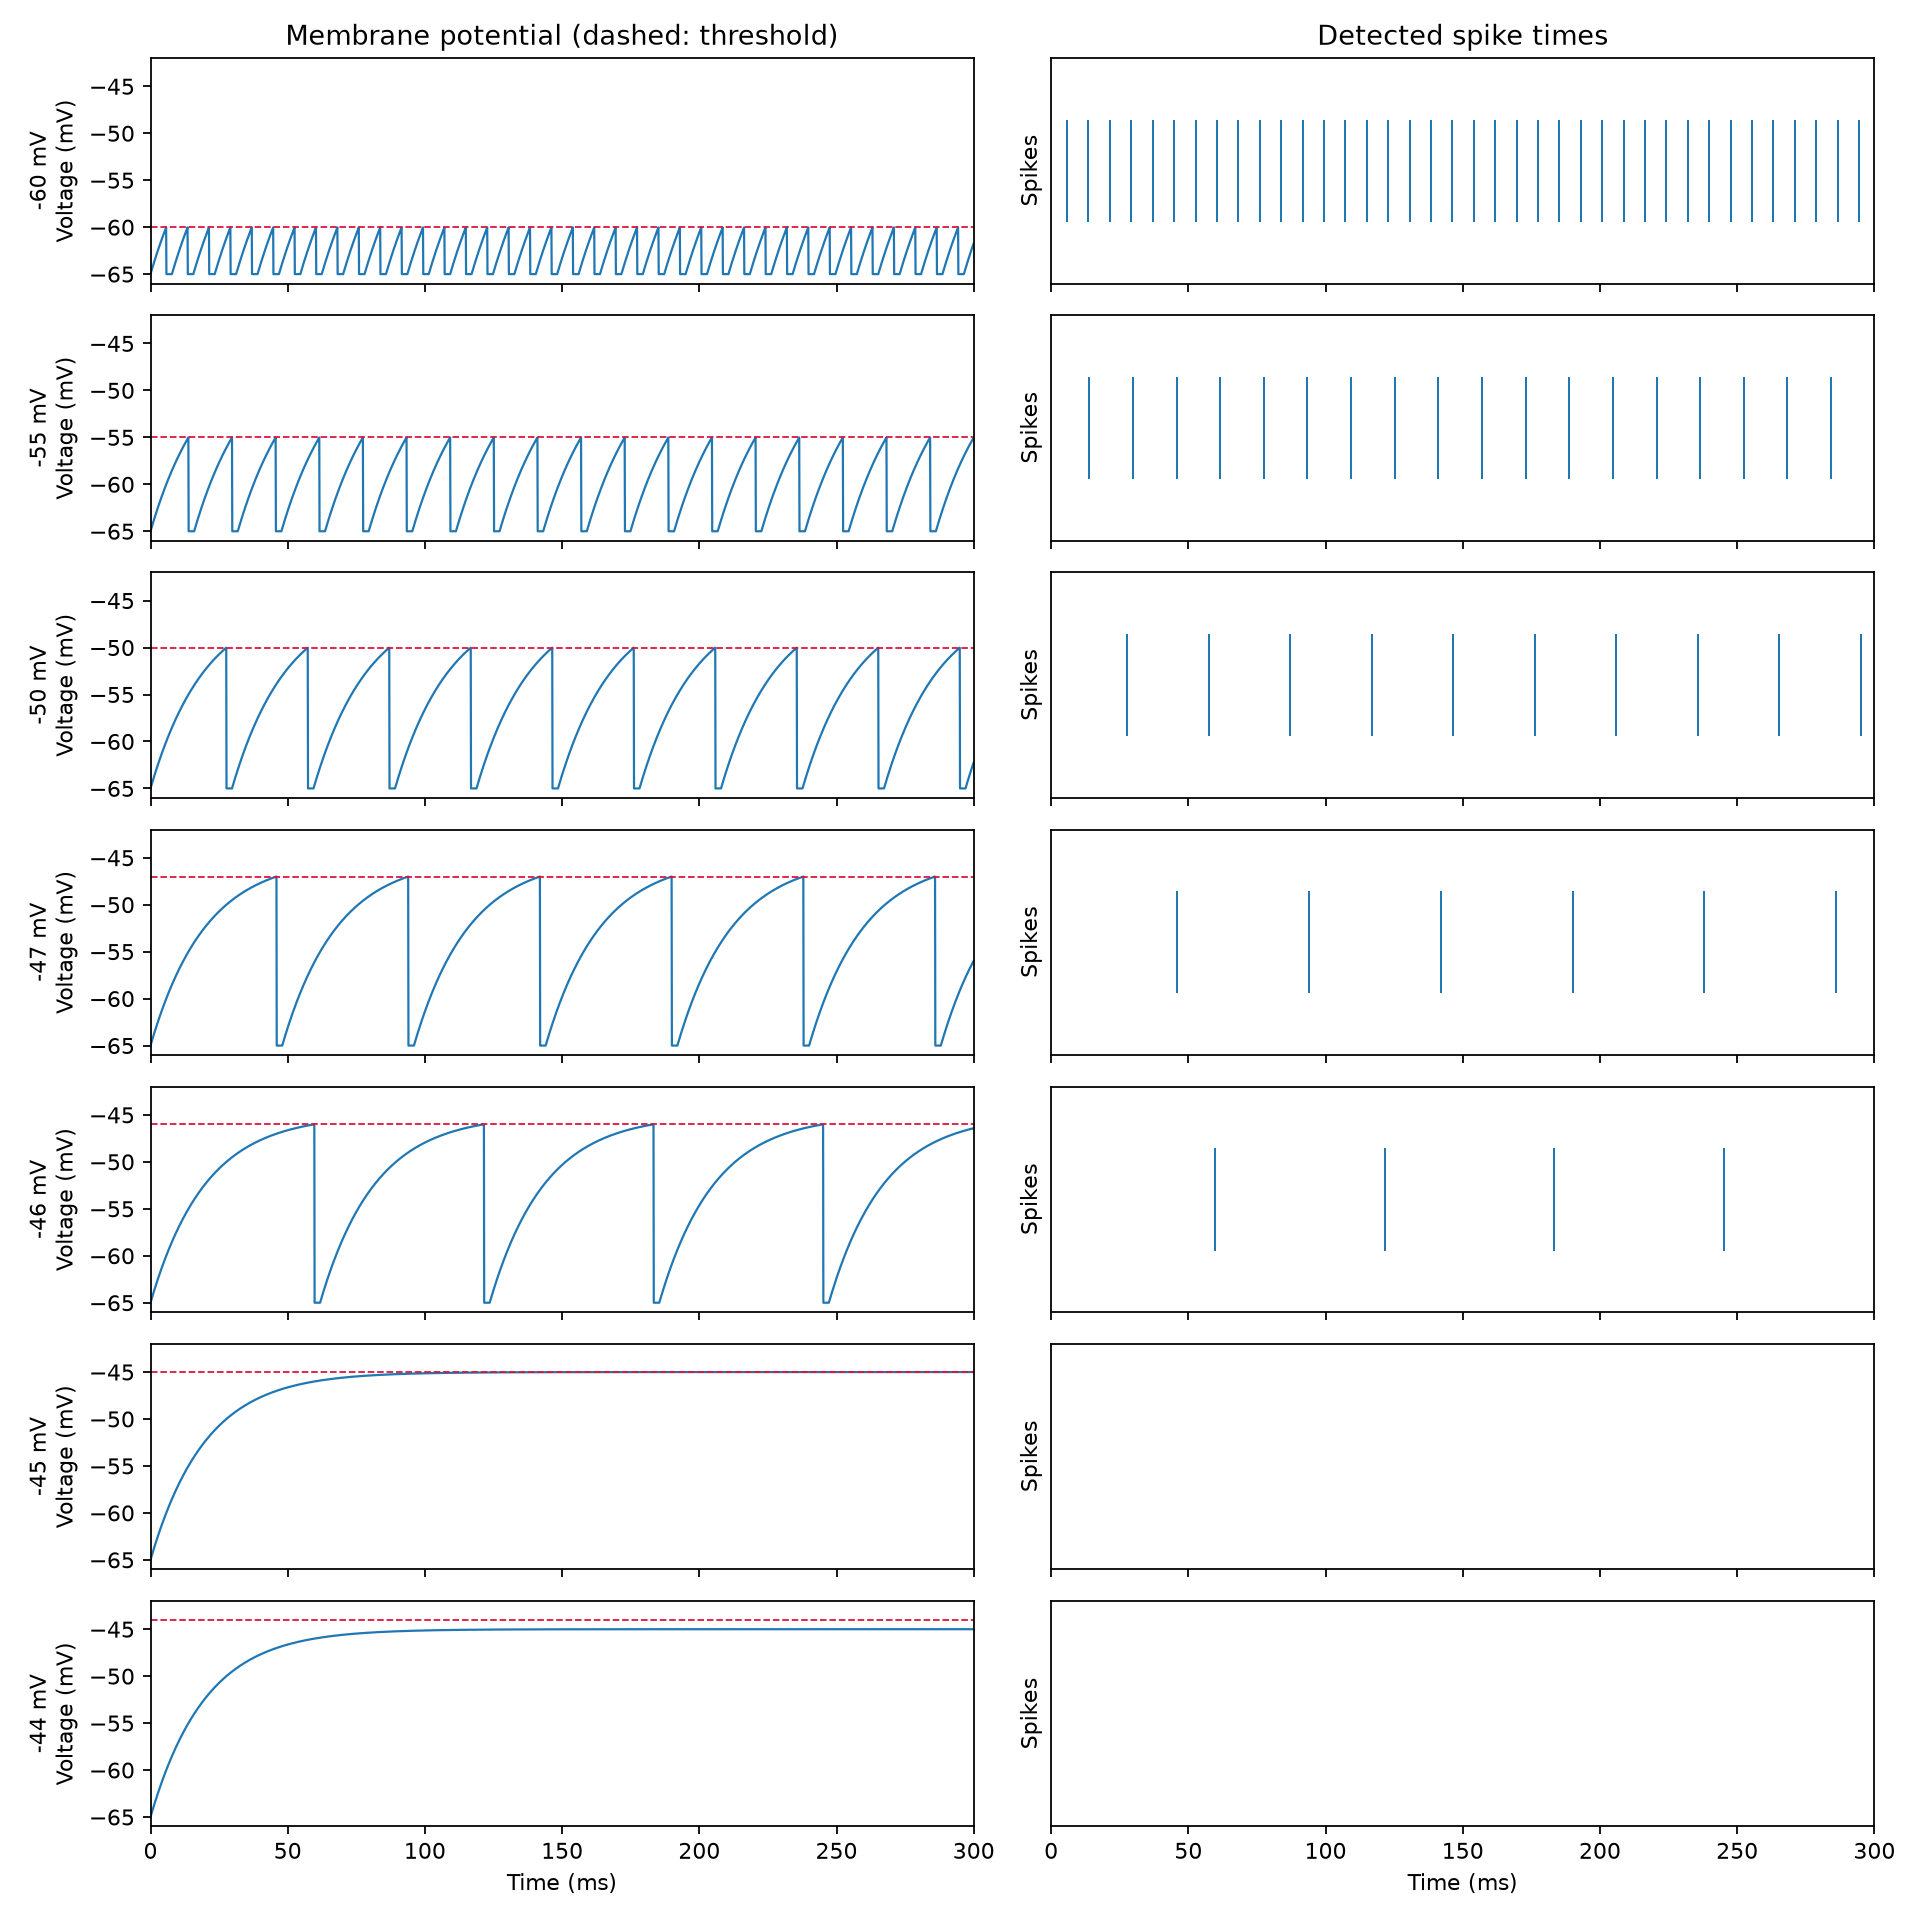 Membrane potential (dashed: threshold)
Detected spike times
-60 mV
Voltage (mV)
−45
−50
−55
−60
−65
Spikes
-55 mV
Voltage (mV)
−45
−50
−55
−60
−65
Spikes
-50 mV
Voltage (mV)
−45
−50
−55
−60
−65
Spikes
-47 mV
Voltage (mV)
−45
−50
−55
−60
−65
Spikes
-46 mV
Voltage (mV)
−45
−50
−55
−60
−65
Spikes
-45 mV
Voltage (mV)
−45
−50
−55
−60
−65
Spikes
-44 mV
Voltage (mV)
−45
−50
−55
−60
−65
Spikes
0 50 100 150 200 250 300
Time (ms)
0 50 100 150 200 250 300
Time (ms)